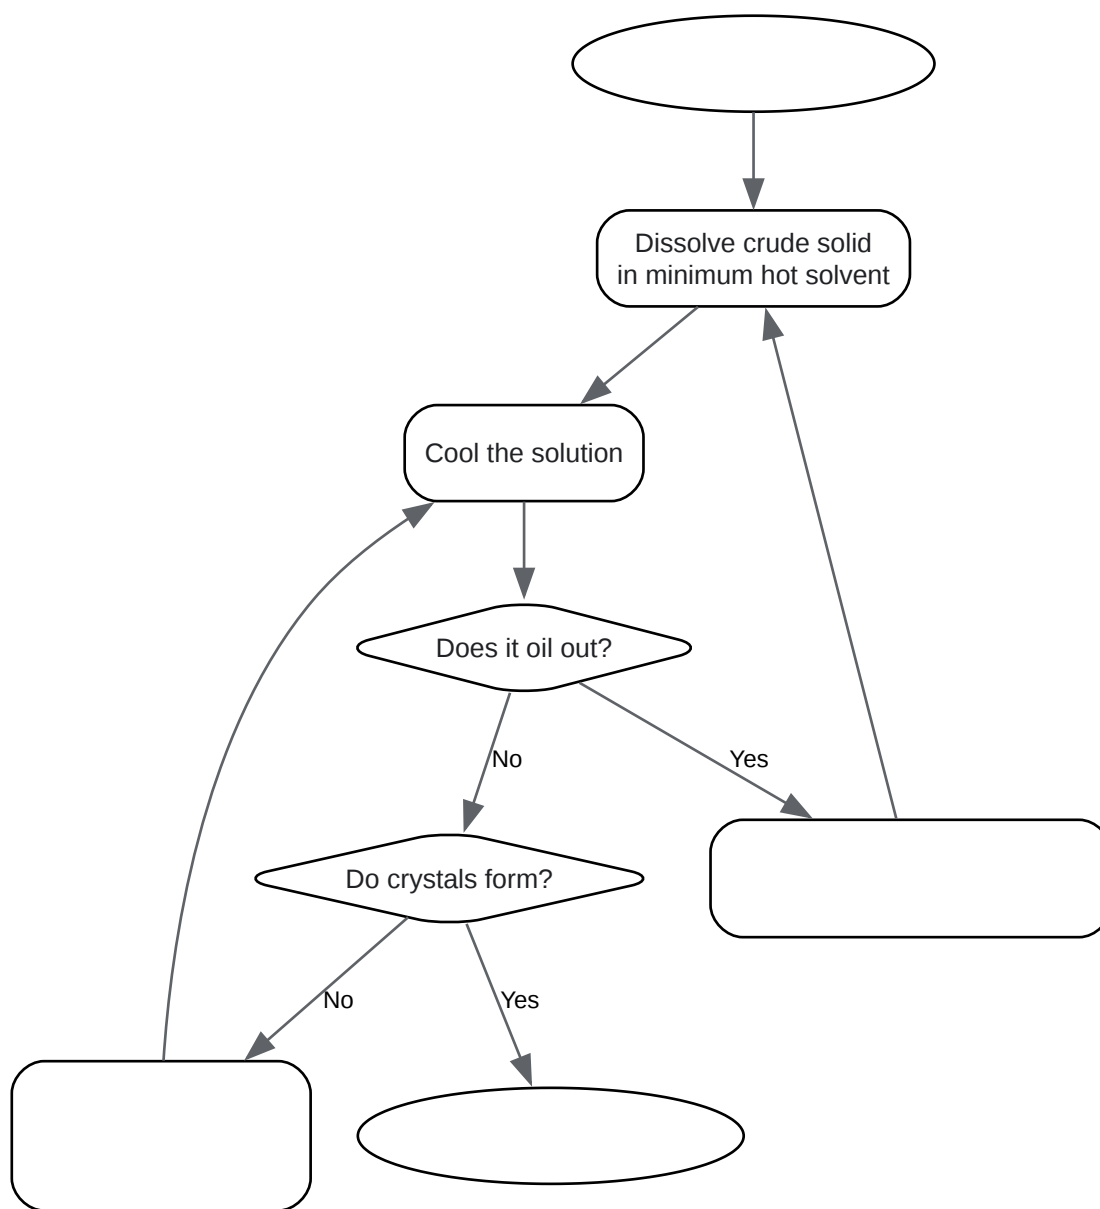 Dissolve crude solid
in minimum hot solvent
Cool the solution
Does it oil out?
No
Yes
Do crystals form?
No
Yes